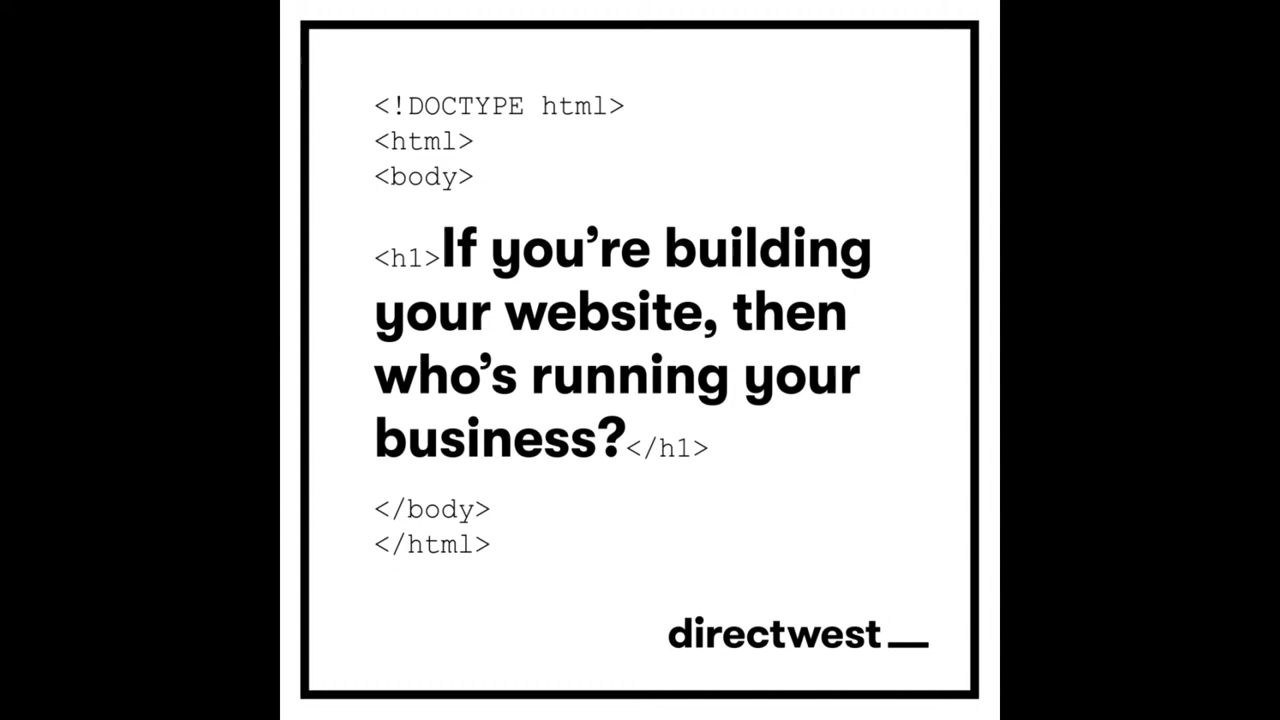 <!DOCTYPE html>
<html>
<body>
<h1>If you’re building
your website, then
who’s running your
business?</h1>
</body>
</html>
directwest